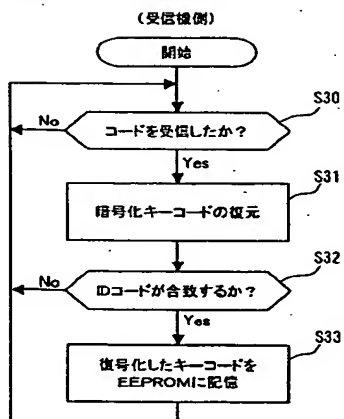 (受信機側)
開始
コードを受信したか?
S30
No
Yes
暗号化キーコードの復元
S31
IDコードが合致するか?
S32
No
Yes
復号化したキーコードを
EEPROMに記憶
S33